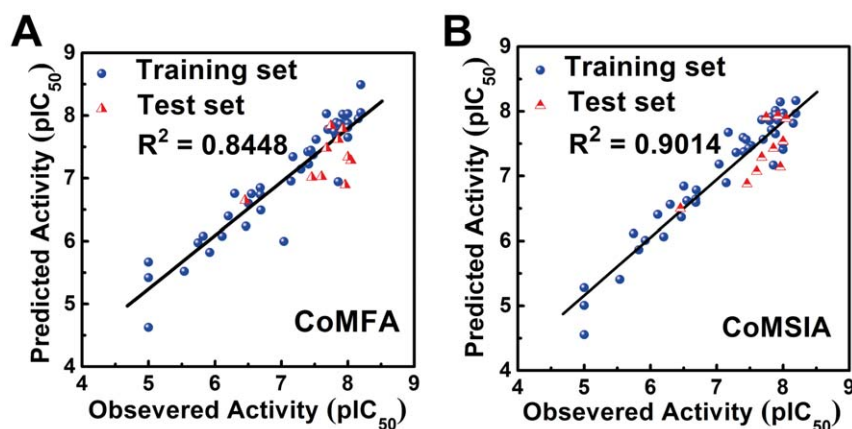 A
Predicted Activity (pIC50)
9
8
7
6
5
4
Training set
Test set
R2 = 0.8448
CoMFA
4 5 6 7 8 9
Obsevered Activity (pIC50)
B
Predicted Activity (pIC50)
9
8
7
6
5
4
Training set
Test set
R2 = 0.9014
CoMSIA
4 5 6 7 8 9
Obsevered Activity (pIC50)